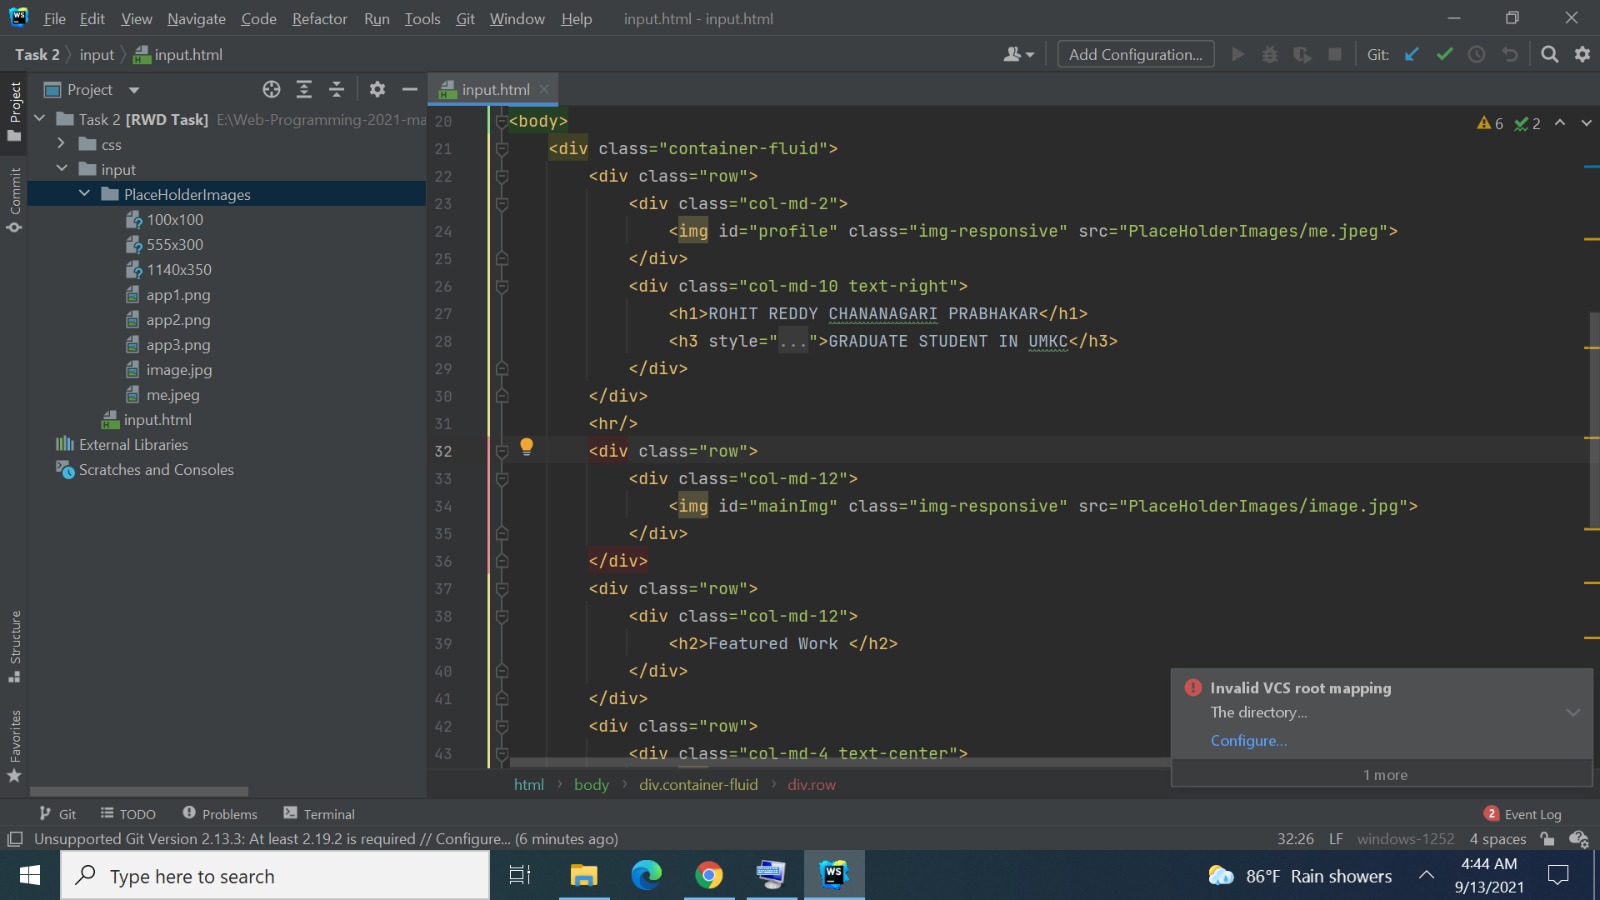 WS File Edit View Navigate Code Refactor Run Tools Git Window Help input.html - input.html
Task 2 input input.html Add Configuration... Git:
Project
Project
input.html
Task 2 [RWD Task] E:\Web-Programming-2021-ma
css
input
PlaceHolderImages
100x100
555x300
1140x350
app1.png
app2.png
app3.png
image.jpg
me.jpeg
input.html
External Libraries
Scratches and Consoles
Commit
Structure
Favorites
6 2
20 <body>
21 <div class="container-fluid">
22 <div class="row">
23 <div class="col-md-2">
24 <img id="profile" class="img-responsive" src="PlaceHolderImages/me.jpeg">
25 </div>
26 <div class="col-md-10 text-right">
27 <h1>ROHIT REDDY CHANANAGARI PRABHAKAR</h1>
28 <h3 style="...">GRADUATE STUDENT IN UMKC</h3>
29 </div>
30 </div>
31 <hr/>
32 <div class="row">
33 <div class="col-md-12">
34 <img id="mainImg" class="img-responsive" src="PlaceHolderImages/image.jpg">
35 </div>
36 </div>
37 <div class="row">
38 <div class="col-md-12">
39 <h2>Featured Work </h2>
40 </div>
41 </div>
42 <div class="row">
43 <div class="col-md-4 text-center">
Invalid VCS root mapping
The directory...
Configure...
1 more
html body div.container-fluid div.row
Git TODO Problems Terminal 2 Event Log
Unsupported Git Version 2.13.3: At least 2.19.2 is required // Configure... (6 minutes ago) 32:26 LF windows-1252 4 spaces
Type here to search WS 86°F Rain showers 4:44 AM
9/13/2021